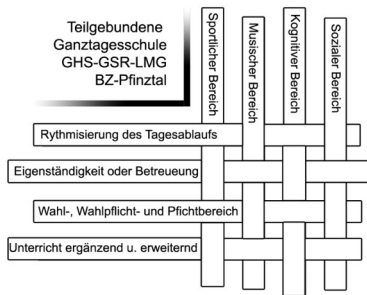 Teilgebundene
Ganztagesschule
GHS-GSR-LMG
BZ-Pfinztal
Sportlicher Bereich
Musischer Bereich
Kognitiver Bereich
Sozialer Bereich
Rythmisierung des Tagesablaufs
Eigenständigkeit oder Betreueung
Wahl-, Wahlpflicht- und Pfichtbereich
Unterricht ergänzend u. erweiternd